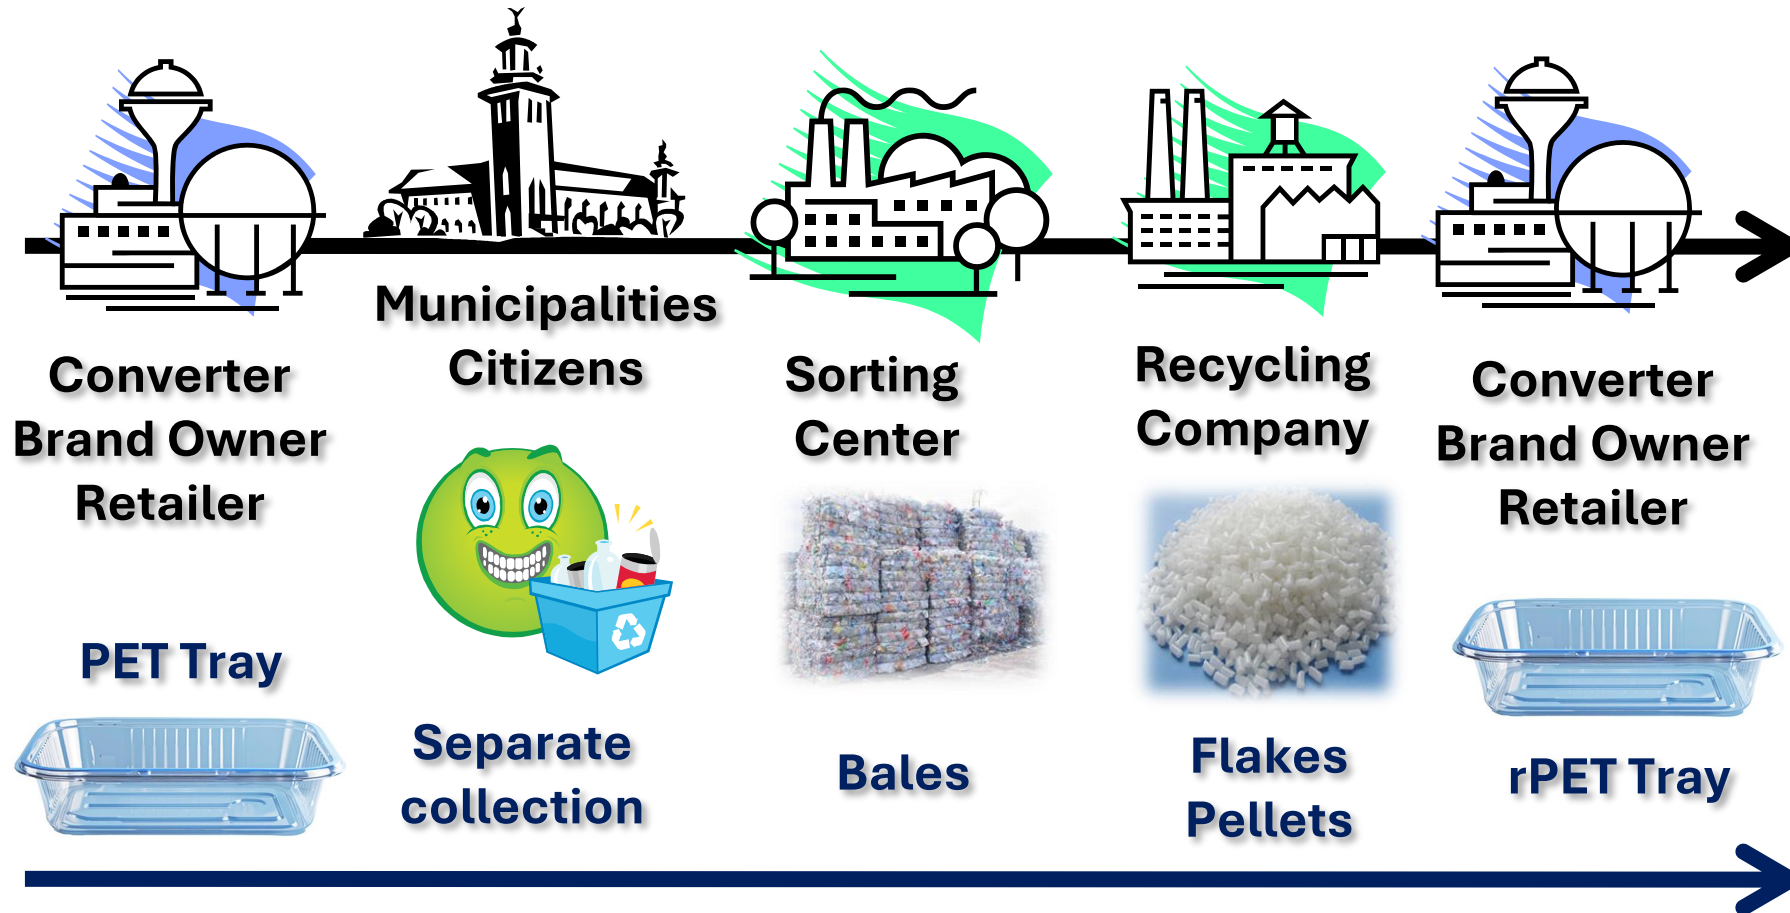 Converter
Brand Owner
Retailer
PET Tray
Municipalities
Citizens
Separate
collection
Sorting
Center
Bales
Recycling
Company
Flakes
Pellets
Converter
Brand Owner
Retailer
rPET Tray